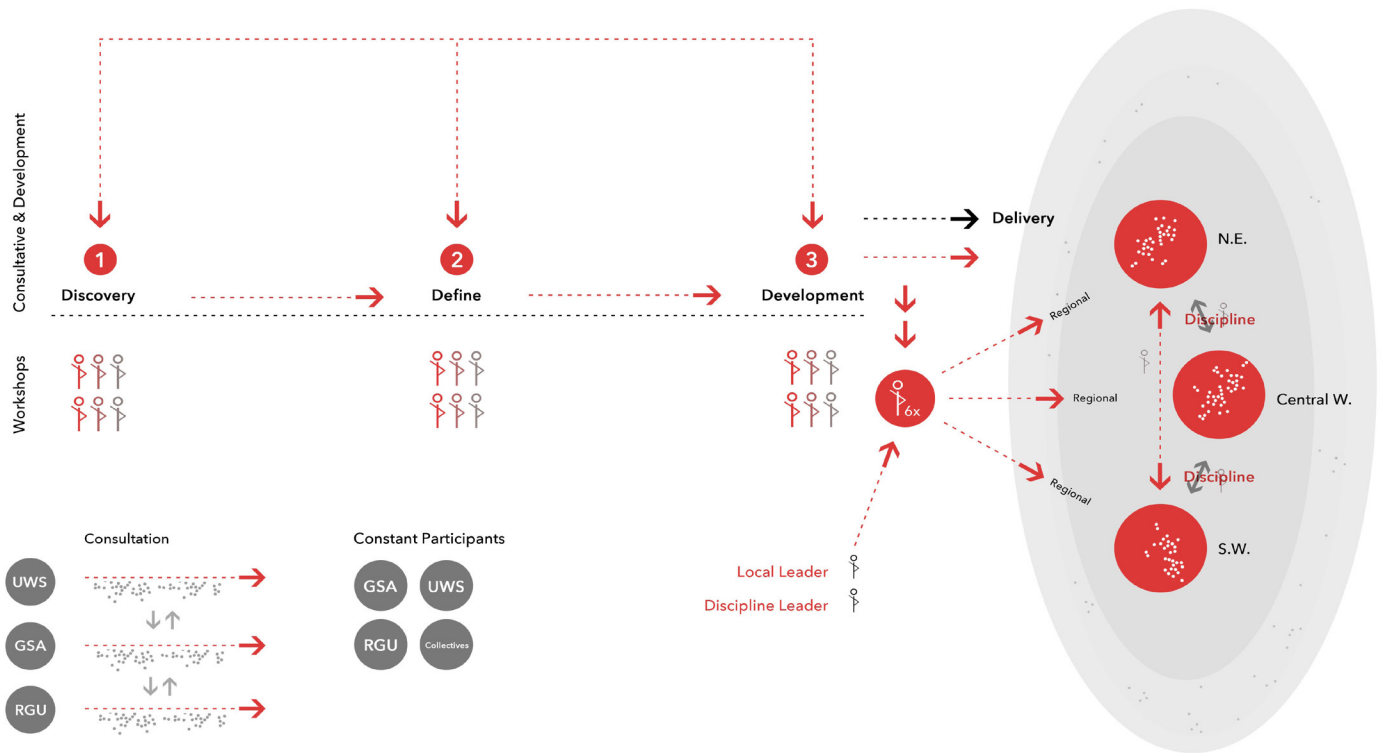 Consultative & Development
1
2
3
Discovery
Define
Development
Delivery
Workshops
6x
Regional
Regional
Regional
N.E.
Discipline
Central W.
Discipline
S.W.
Local Leader
Discipline Leader
Consultation
UWS
GSA
RGU
Constant Participants
GSA
UWS
RGU
Collectives